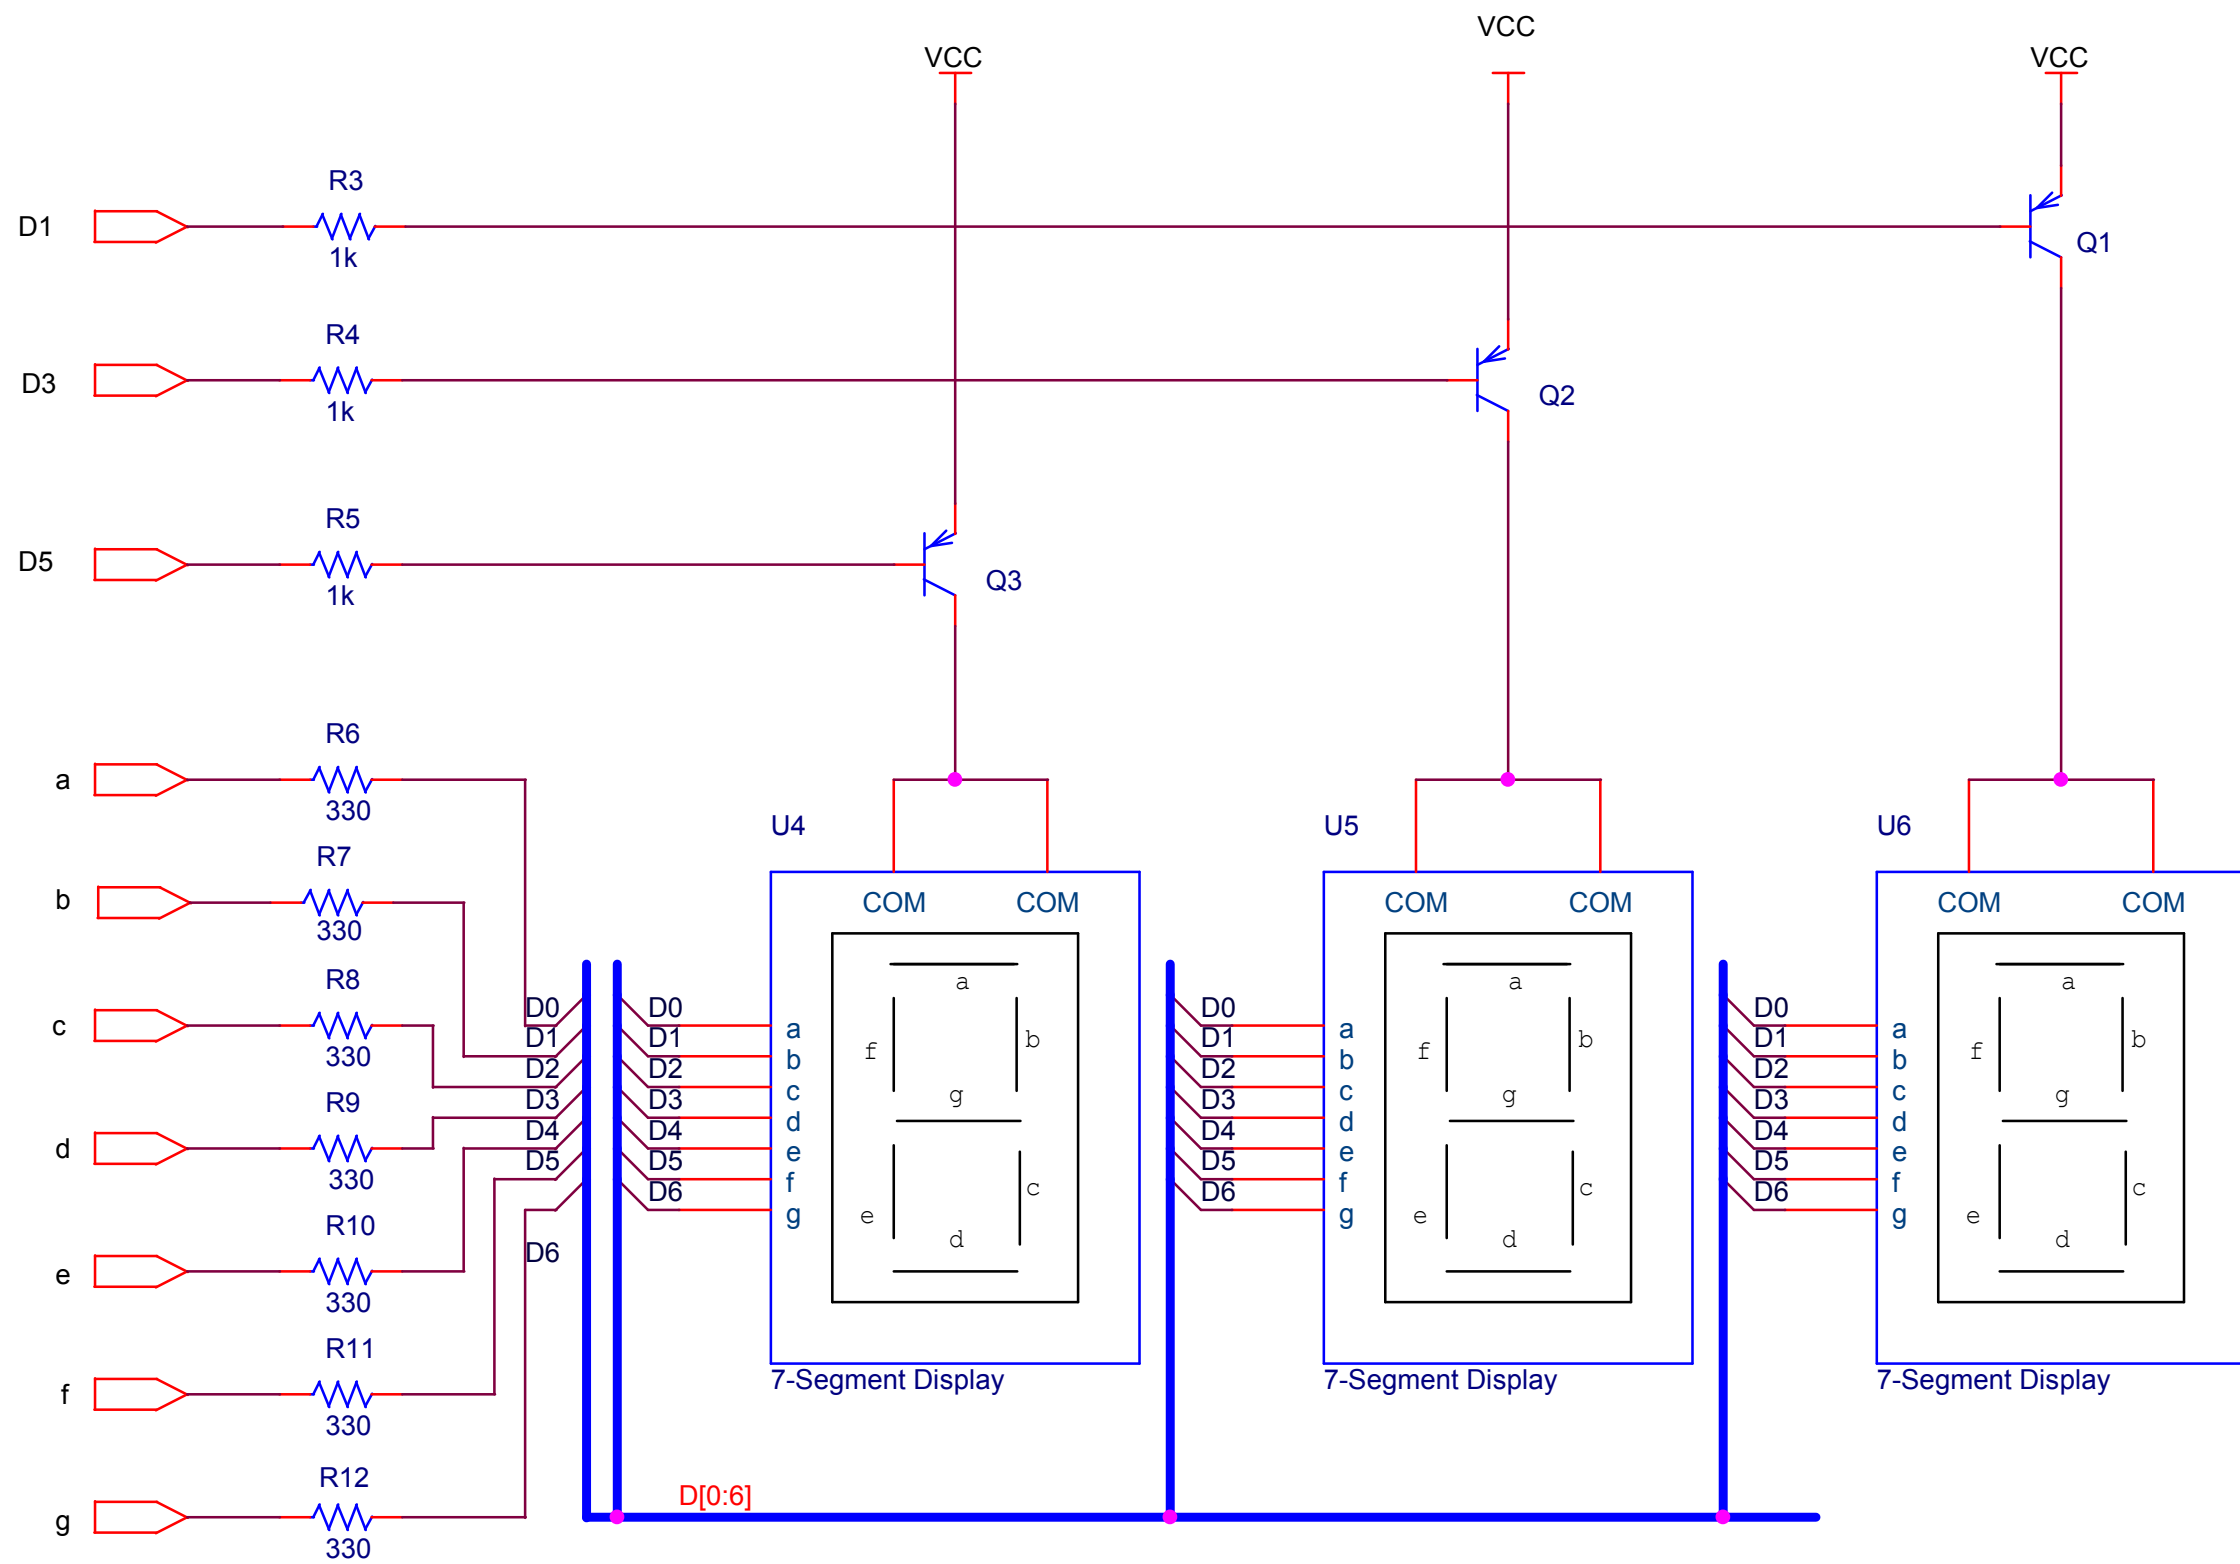 VCC
VCC
VCC
R3
D1
1k
Q1
R4
D3
1k
Q2
R5
D5
1k
Q3
R6
a
330
R7
b
330
R8
c
330
R9
d
330
R10
e
330
R11
f
330
R12
g
330
D0
D1
D2
D3
D4
D5
D6
D[0:6]
U4
COM COM
D0
D1
D2
D3
D4
D5
D6
a
b
c
d
e
f
g
a
f b
g
e c
d
7-Segment Display
U5
COM COM
D0
D1
D2
D3
D4
D5
D6
a
b
c
d
e
f
g
a
f b
g
e c
d
7-Segment Display
U6
COM COM
D0
D1
D2
D3
D4
D5
D6
a
b
c
d
e
f
g
a
f b
g
e c
d
7-Segment Display